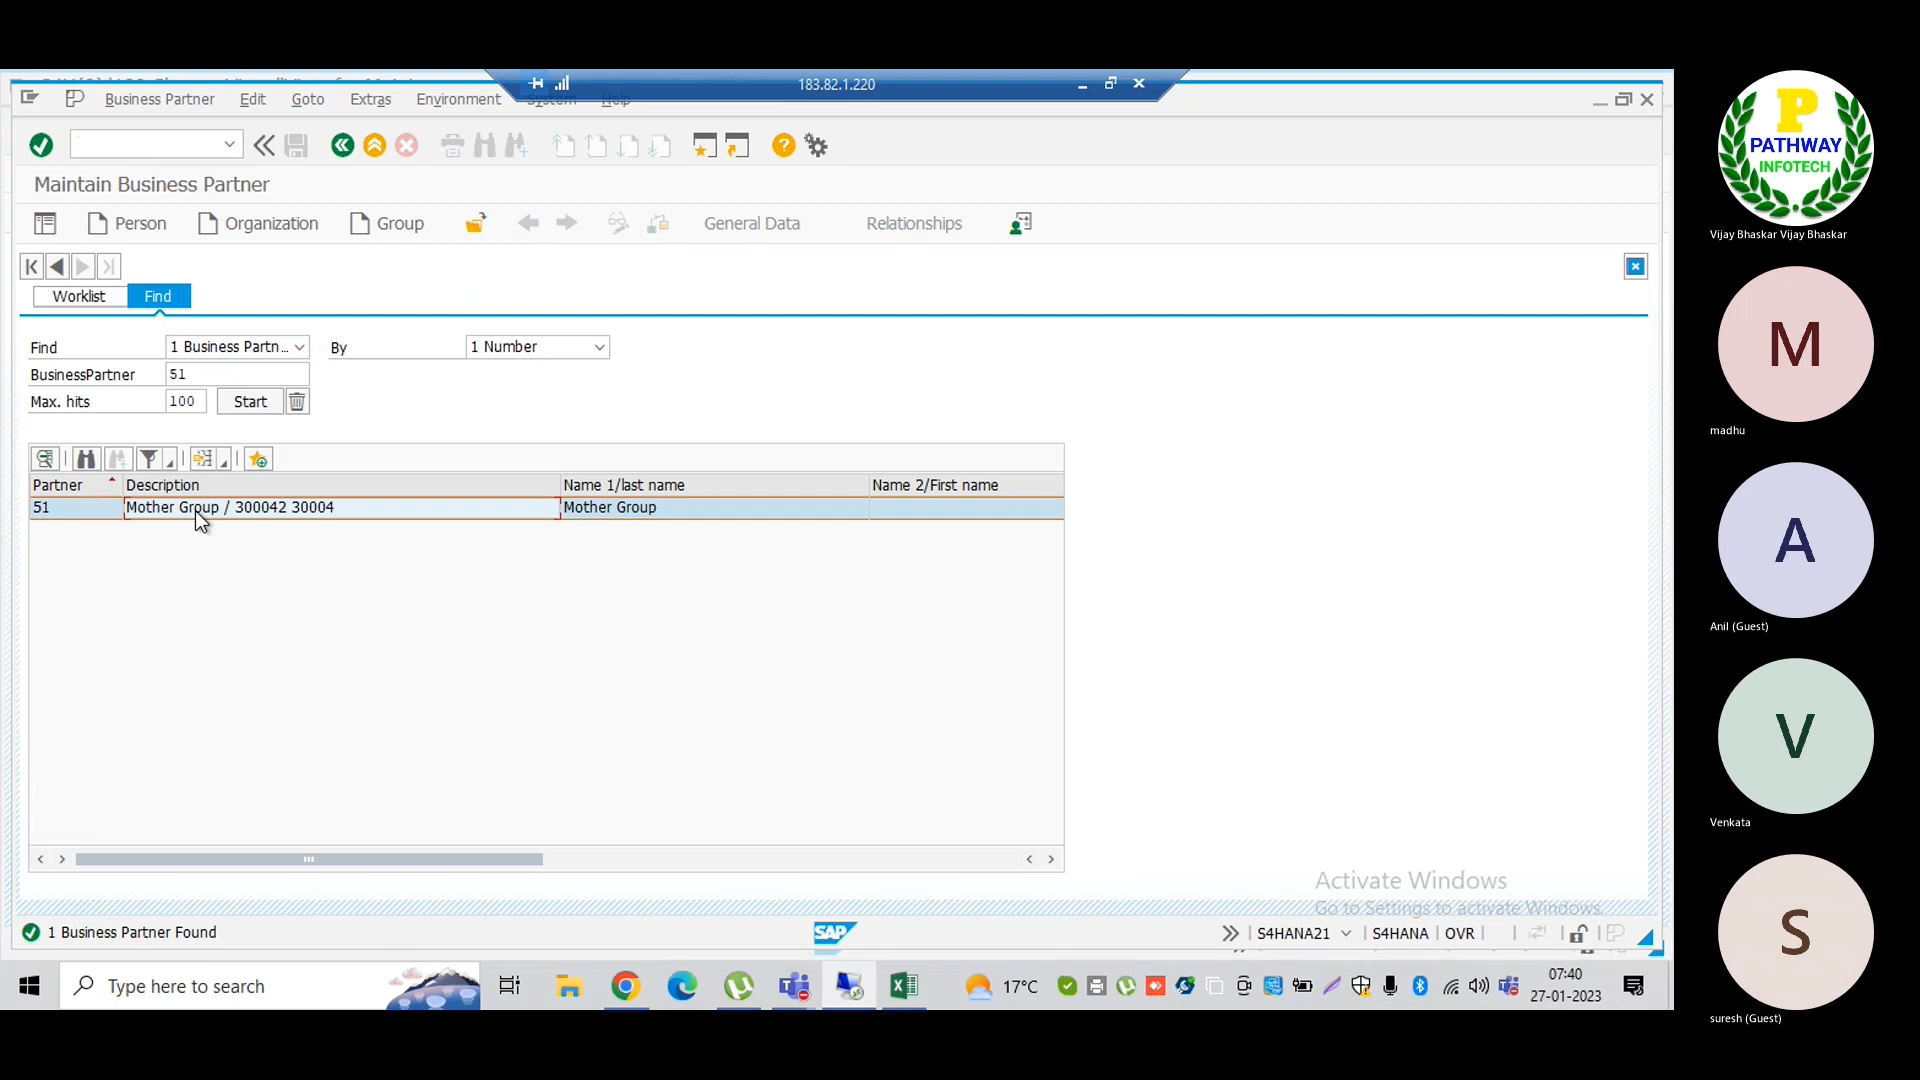 183.82.1.220
Business Partner Edit Goto Extras Environment System Help
Maintain Business Partner
Person Organization Group General Data Relationships
Worklist Find
Find 1 Business Partn... By 1 Number
BusinessPartner 51
Max. hits 100 Start
Partner Description Name 1/last name Name 2/First name
51 Mother Group / 300042 30004 Mother Group
Activate Windows
Go to Settings to activate Windows.
1 Business Partner Found
SAP
S4HANA21 S4HANA OVR
Type here to search
17°C
07:40
27-01-2023
P
PATHWAY
INFOTECH
Vijay Bhaskar Vijay Bhaskar
M
madhu
A
Anil (Guest)
V
Venkata
S
suresh (Guest)